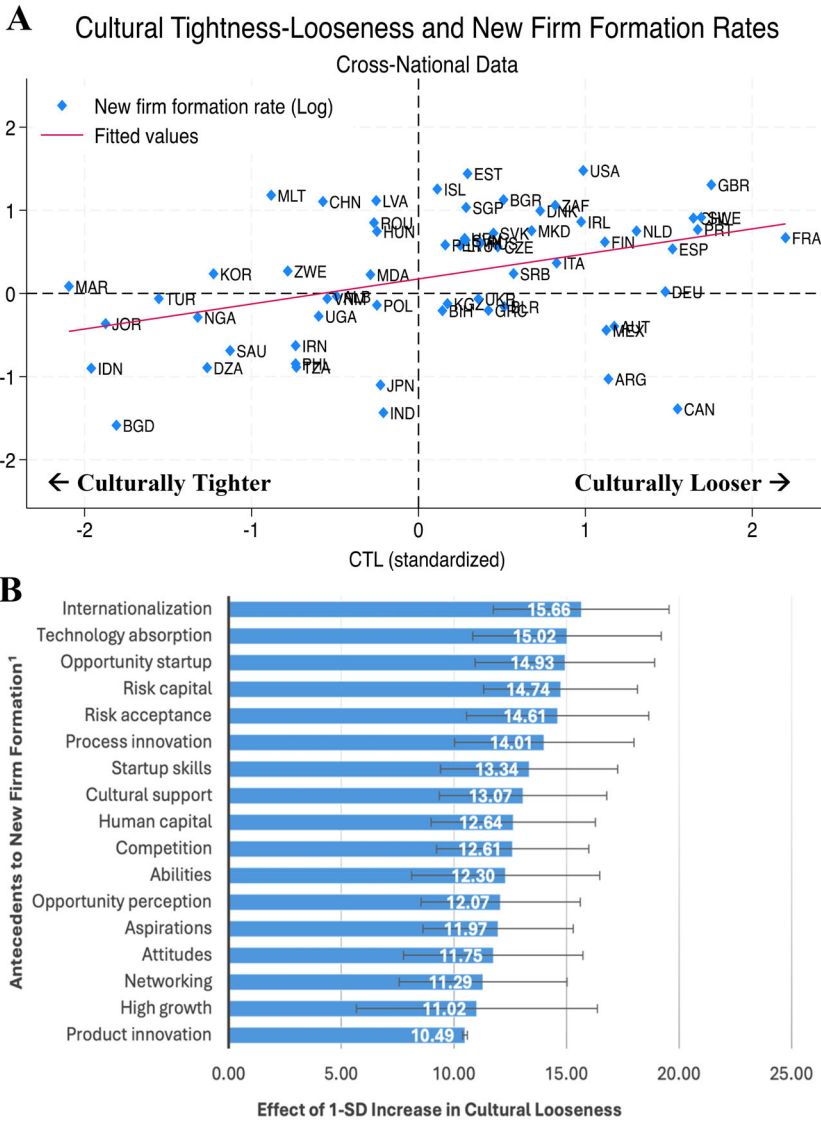 A
Cultural Tightness-Looseness and New Firm Formation Rates
Cross-National Data
New firm formation rate (Log)
Fitted values
2
1
0
-1
-2
EST
USA
ISL
GBR
MLT
CHN
LVA
BGR
ZAF
SGP
DNK
SWE
ROU
HUN
IRL
PRT
SVK
MKD
NLD
FRA
FIN
CZE
ESP
ITA
KOR
ZWE
MDA
SRB
MAR
DEU
TUR
ALB
VNM
POL
KGZ
UKR
BIH
GRC
BLR
JOR
NGA
UGA
AUT
MEX
IRN
SAU
PHL
TZA
IDN
DZA
JPN
ARG
IND
CAN
BGD
← Culturally Tighter
Culturally Looser →
-2 -1 0 1 2
CTL (standardized)
B
Antecedents to New Firm Formation¹
Internationalization 15.66
Technology absorption 15.02
Opportunity startup 14.93
Risk capital 14.74
Risk acceptance 14.61
Process innovation 14.01
Startup skills 13.34
Cultural support 13.07
Human capital 12.64
Competition 12.61
Abilities 12.30
Opportunity perception 12.07
Aspirations 11.97
Attitudes 11.75
Networking 11.29
High growth 11.02
Product innovation 10.49
0.00 5.00 10.00 15.00 20.00 25.00
Effect of 1-SD Increase in Cultural Looseness